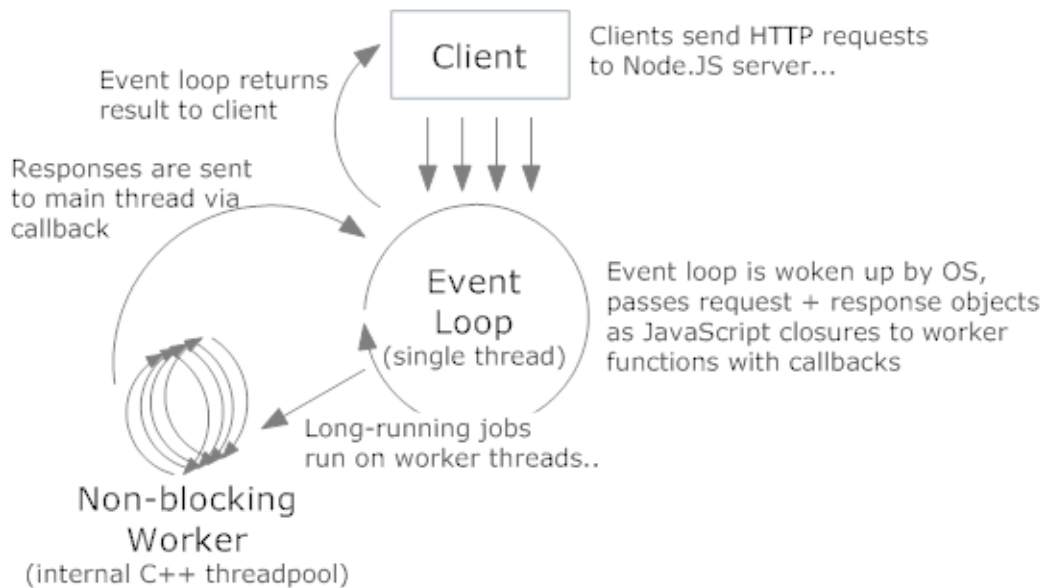 Client
Clients send HTTP requests
to Node.JS server...
Event loop returns
result to client
Responses are sent
to main thread via
callback
Event
Loop
(single thread)
Event loop is woken up by OS,
passes request + response objects
as JavaScript closures to worker
functions with callbacks
Long-running jobs
run on worker threads..
Non-blocking
Worker
(internal C++ threadpool)